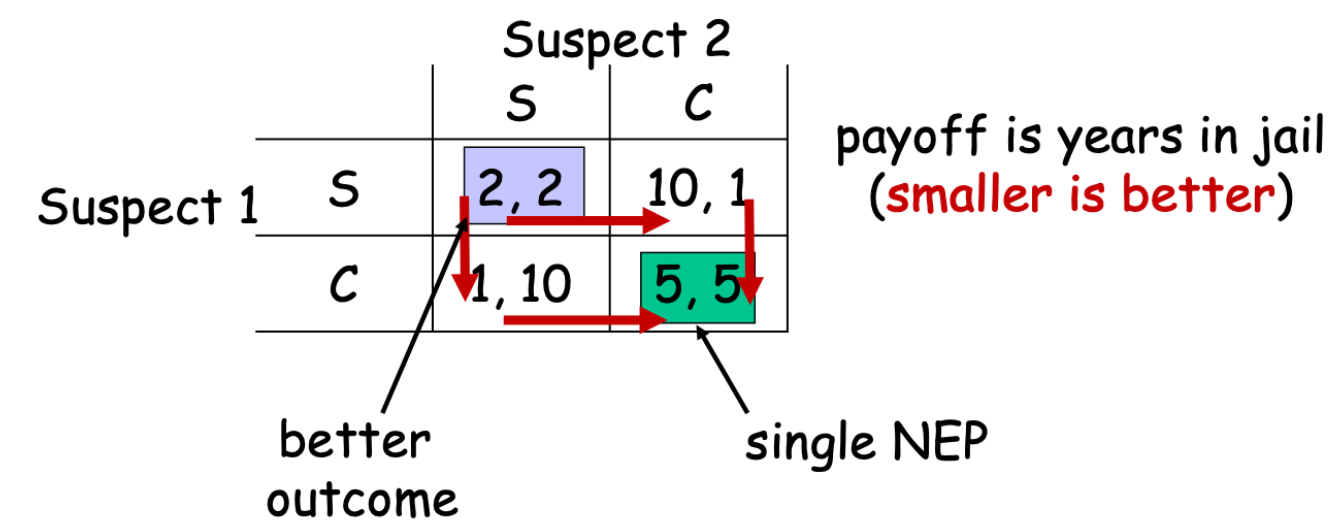 Suspect 2
S C
payoff is years in jail
(smaller is better)
Suspect 1 S 2, 2 10, 1
C 1, 10 5, 5
better
outcome
single NEP